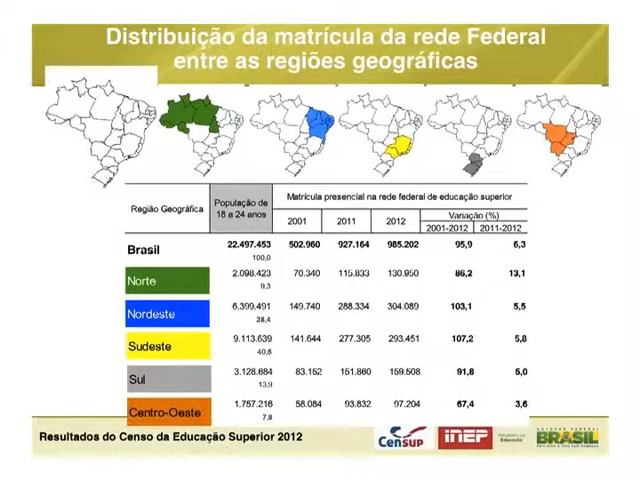 Distribuição da matrícula da rede Federal
entre as regiões geográficas
Região Geográfica
População de
18 a 24 anos
Matrícula presencial na rede federal de educação superior
2001 2011 2012 Variação (%)
2001-2012 2011-2012
Brasil 22.497.453 502.960 927.164 985.202 95,9 6,3
100,0
Norte 2.098.423 70.340 115.833 130.950 86,2 13,1
9,3
Nordeste 6.399.491 149.740 288.334 304.089 103,1 5,5
28,4
Sudeste 9.113.639 141.644 277.305 293.451 107,2 5,8
40,5
Sul 3.128.684 83.152 151.860 159.508 91,8 5,0
13,9
Centro-Oeste 1.757.216 58.084 93.832 97.204 67,4 3,6
7,8
Resultados do Censo da Educação Superior 2012
CenSup
inep
Ministério da
Educação
GOVERNO FEDERAL
BRASIL